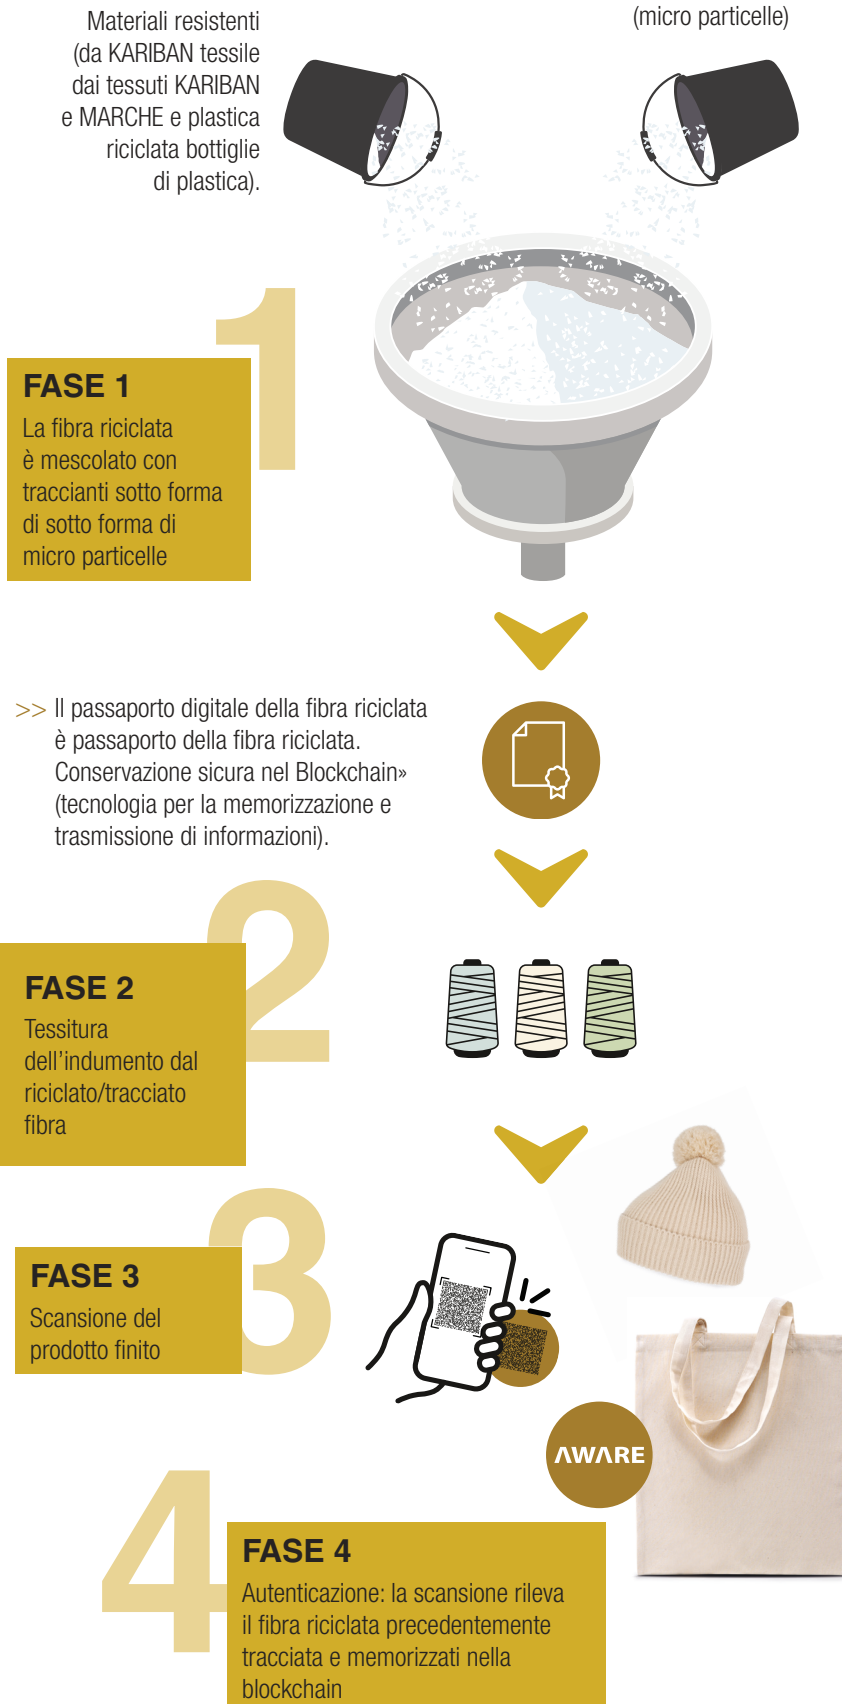 Materiali resistenti
(da KARIBAN tessile
dai tessuti KARIBAN
e MARCHE e plastica
riciclata bottiglie
di plastica).
(micro particelle)
1
FASE 1
La fibra riciclata
è mescolato con
traccianti sotto forma
di sotto forma di
micro particelle
>> Il passaporto digitale della fibra riciclata
è passaporto della fibra riciclata.
Conservazione sicura nel Blockchain»
(tecnologia per la memorizzazione e
trasmissione di informazioni).
2
FASE 2
Tessitura
dell'indumento dal
riciclato/tracciato
fibra
3
FASE 3
Scansione del
prodotto finito
AWARE
4
FASE 4
Autenticazione: la scansione rileva
il fibra riciclata precedentemente
tracciata e memorizzati nella
blockchain